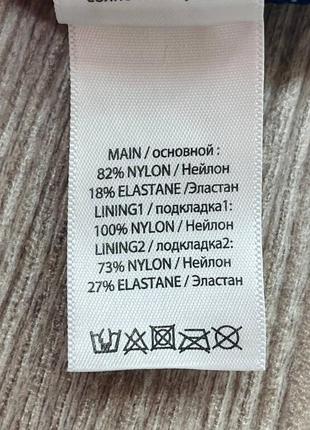 MAIN / основной :
82% NYLON / Нейлон
18% ELASTANE / Эластан
LINING1 / подкладка1:
100% NYLON / Нейлон
LINING2 / лодкладка2:
73% NYLON / Нейлон
27% ELASTANE / Эластан